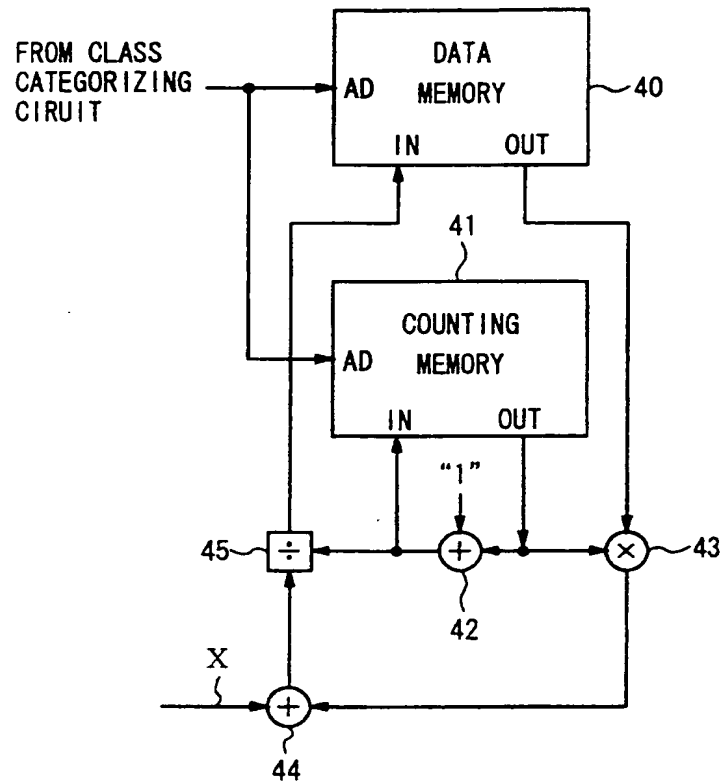 FROM CLASS
CATEGORIZING
CIRUIT
DATA
MEMORY
AD
IN
OUT
40
41
COUNTING
MEMORY
AD
IN
OUT
“1”
45
÷
+
×
43
42
X
+
44